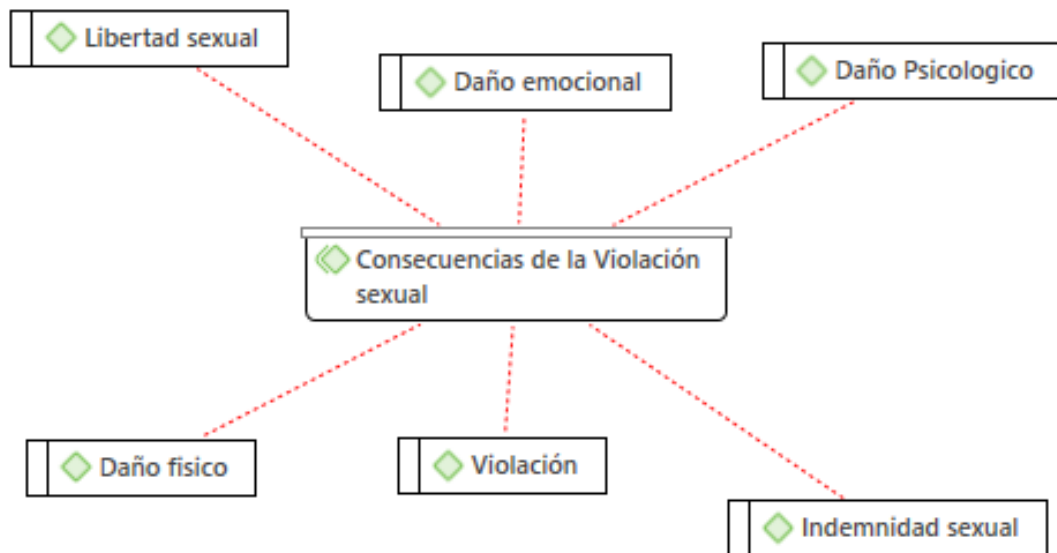 Libertad sexual
Daño emocional
Daño Psicologico
Consecuencias de la Violación
sexual
Daño fisico
Violación
Indemnidad sexual